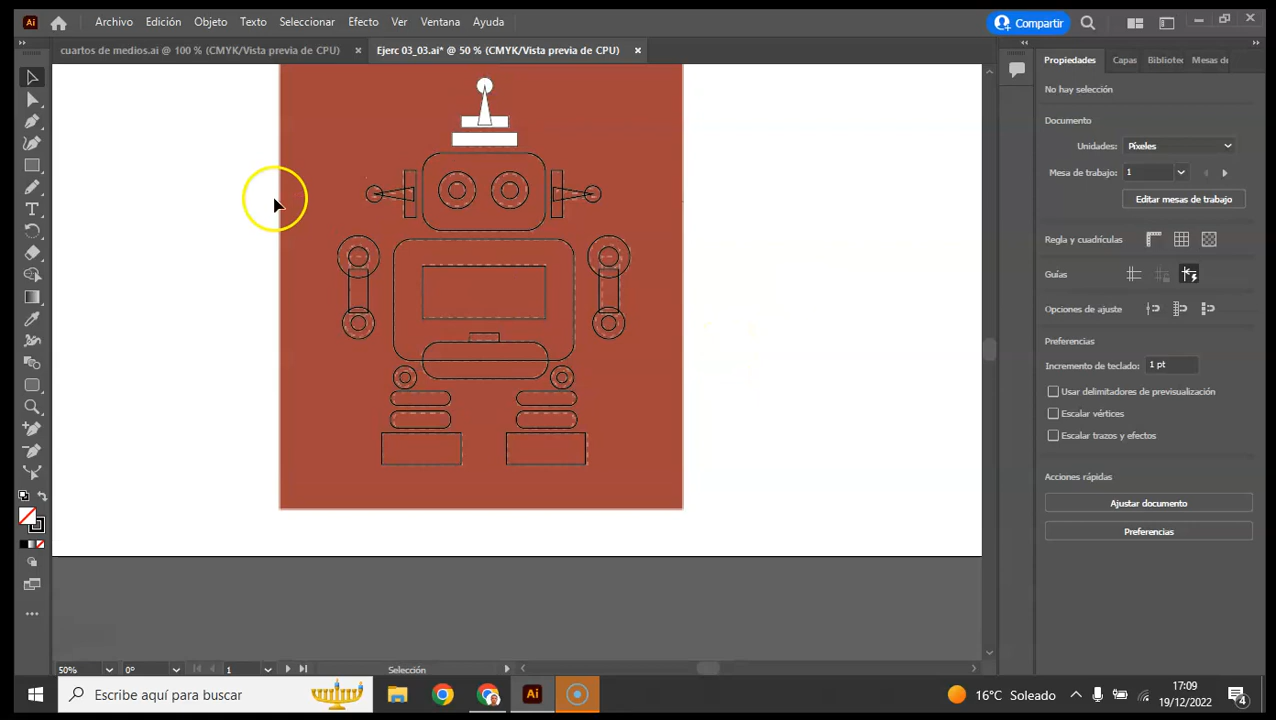 Ai Archivo Edición Objeto Texto Seleccionar Efecto Ver Ventana Ayuda Compartir
cuartos de medios.ai @ 100 % (CMYK/Vista previa de CPU) × Ejerc 03_03.ai* @ 50 % (CMYK/Vista previa de CPU) ×
Propiedades Capas Bibliotec Mesas de
No hay selección
Documento
Unidades: Píxeles
Mesa de trabajo: 1
Editar mesas de trabajo
Regla y cuadrículas
Guías
Opciones de ajuste
Preferencias
Incremento de teclado: 1 pt
Usar delimitadores de previsualización
Escalar vértices
Escalar trazos y efectos
Acciones rápidas
Ajustar documento
Preferencias
50% 0° 1 Selección
Escribe aquí para buscar Ai 16°C Soleado 17:09
19/12/2022 4